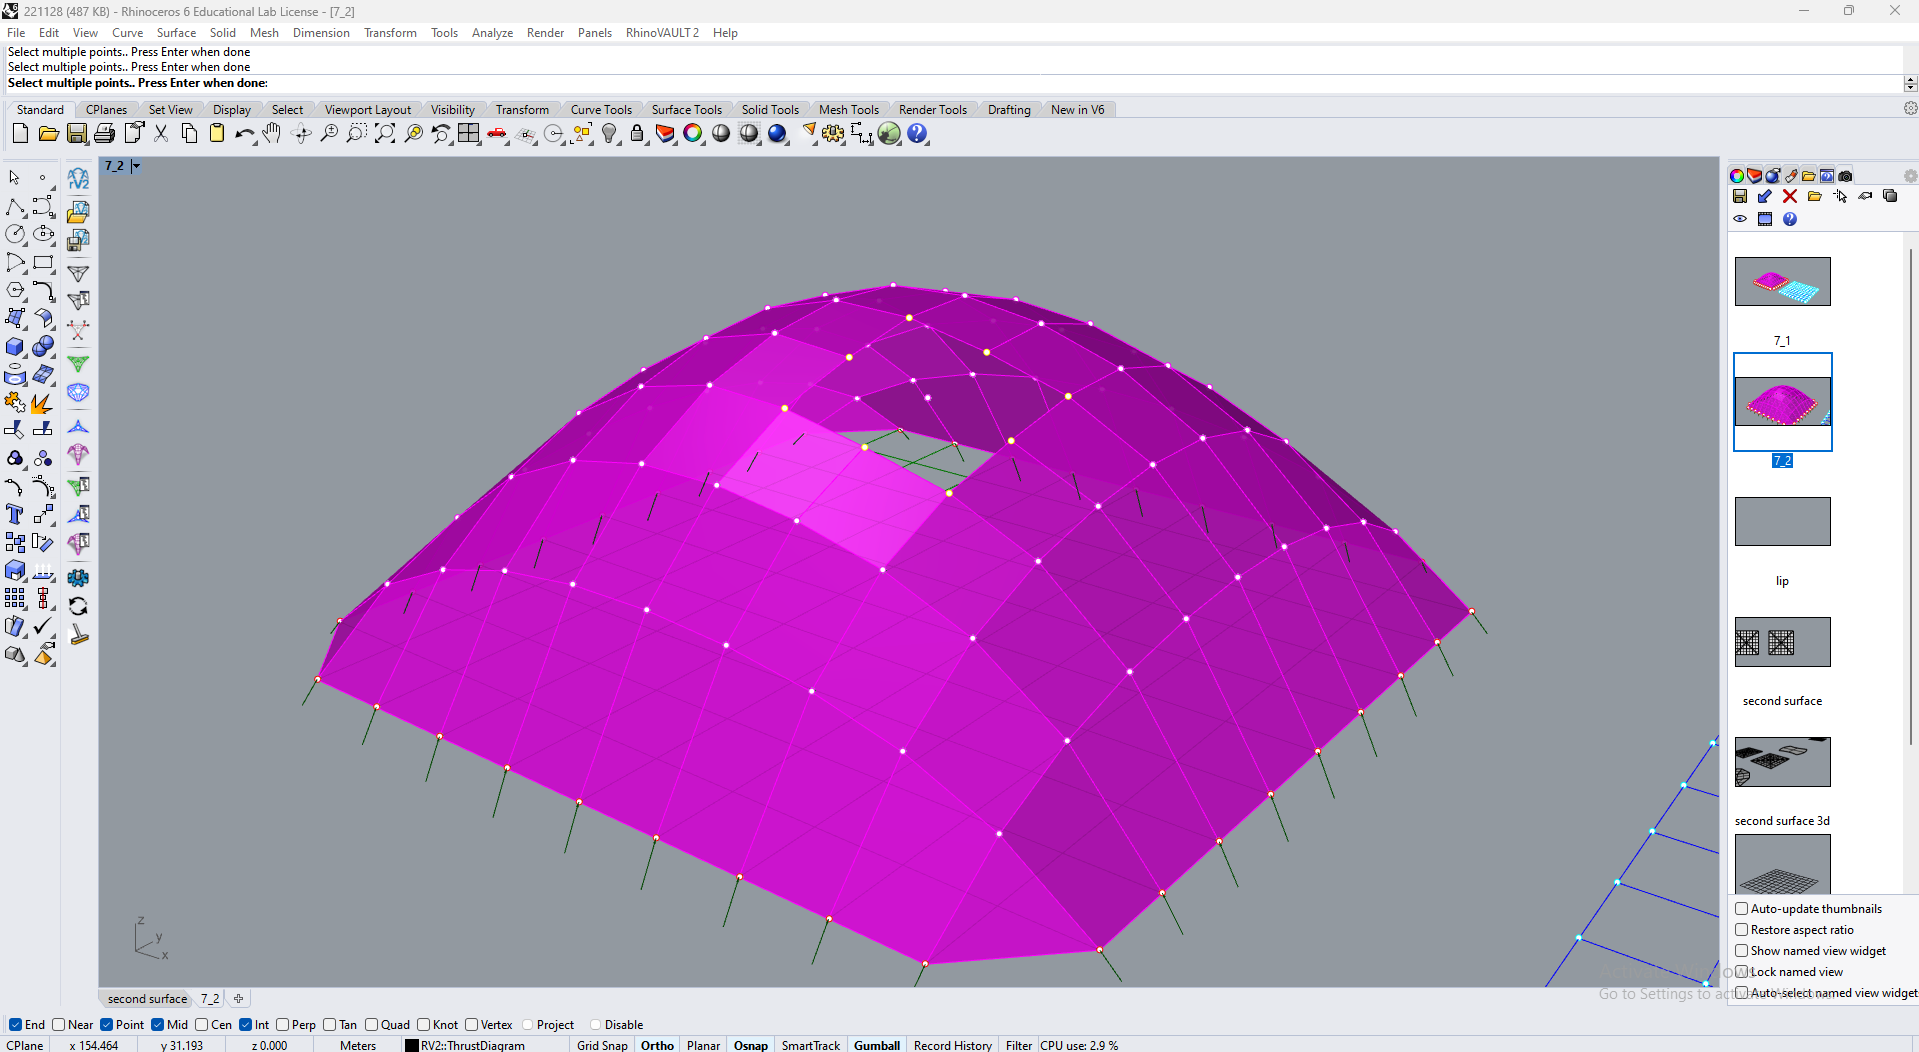 221128 (487 KB) - Rhinoceros 6 Educational Lab License - [7_2]
File Edit View Curve Surface Solid Mesh Dimension Transform Tools Analyze Render Panels RhinoVAULT2 Help
Select multiple points.. Press Enter when done
Select multiple points.. Press Enter when done
Select multiple points.. Press Enter when done:
Standard CPlanes Set View Display Select Viewport Layout Visibility Transform Curve Tools Surface Tools Solid Tools Mesh Tools Render Tools Drafting New in V6
7_2
rV2
7_1
7_2
lip
second surface
second surface 3d
z
y
x
Auto-update thumbnails
Restore aspect ratio
Show named view widget
Lock named view
Auto-select named view widget
Go to Settings to activate Windows.
second surface 7_2
End Near Point Mid Cen Int Perp Tan Quad Knot Vertex Project Disable
CPlane x 154.464 y 31.193 z 0.000 Meters RV2::ThrustDiagram Grid Snap Ortho Planar Osnap SmartTrack Gumball Record History Filter CPU use: 2.9 %